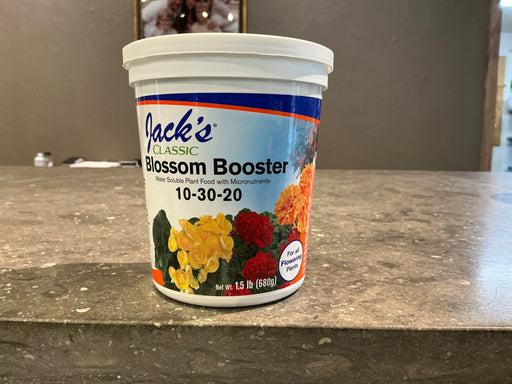 Jack's®
CLASSIC
Blossom Booster
Water Soluble Plant Food with Micronutrients
10-30-20
For all
Flowering
Plants
Net Wt. 1.5 lb (680g)